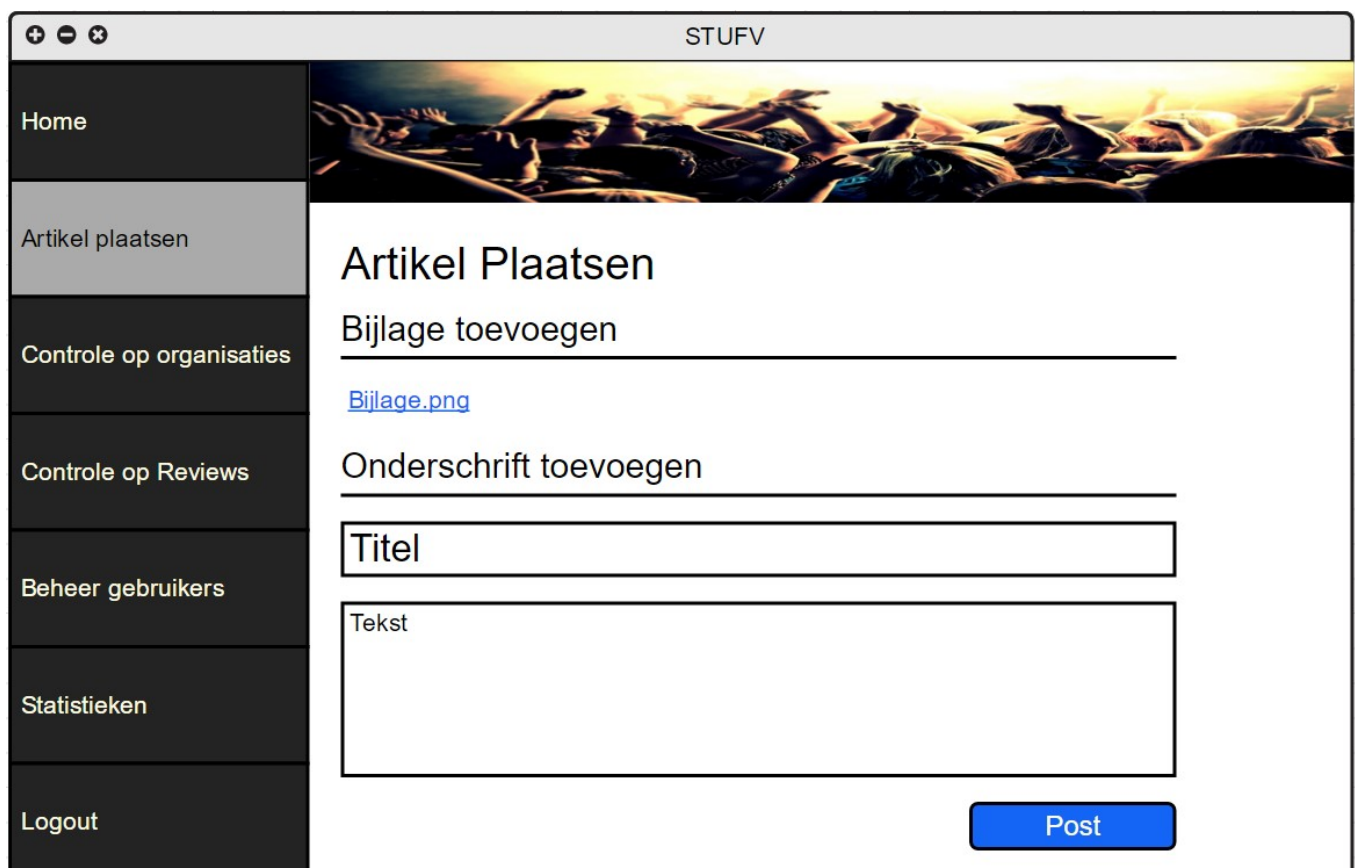 STUFV
Home
Artikel plaatsen
Controle op organisaties
Controle op Reviews
Beheer gebruikers
Statistieken
Logout
Artikel Plaatsen
Bijlage toevoegen
Bijlage.png
Onderschrift toevoegen
Titel
Tekst
Post